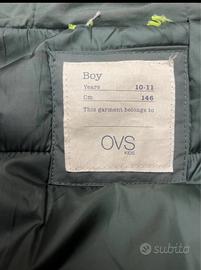 Boy
Years 10-11
Cm 146
This garment belongs to
OVS
KIDS
subito